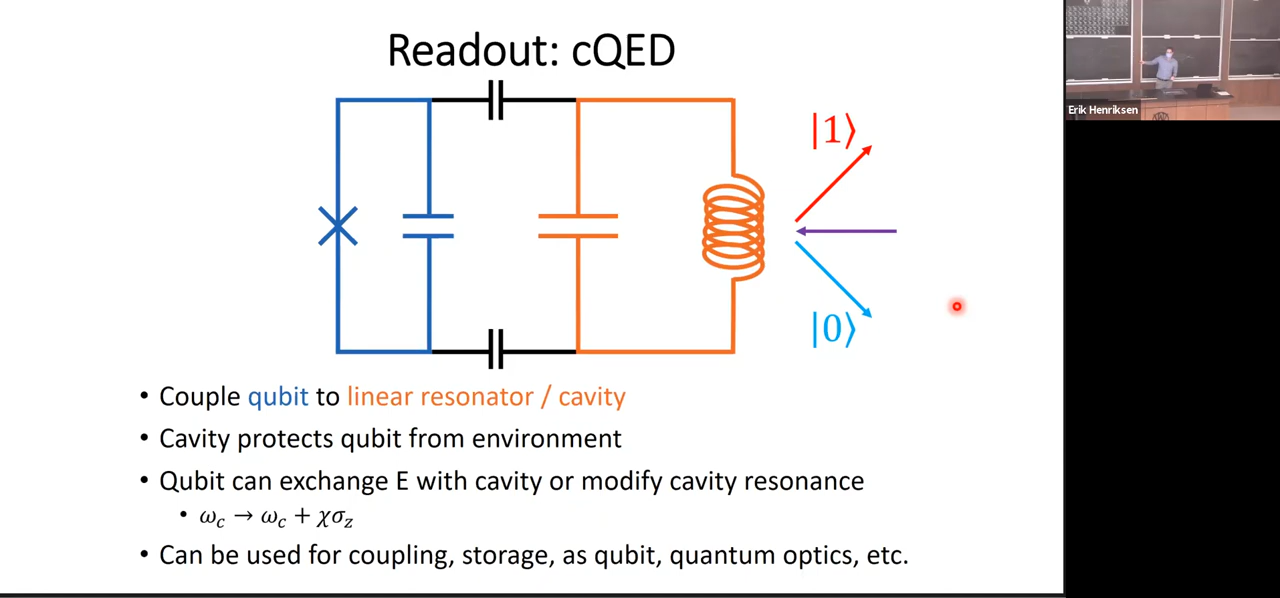 Readout: cQED
|1⟩
|0⟩
• Couple qubit to linear resonator / cavity
• Cavity protects qubit from environment
• Qubit can exchange E with cavity or modify cavity resonance
• ω_c → ω_c + χσ_z
• Can be used for coupling, storage, as qubit, quantum optics, etc.
Erik Henriksen